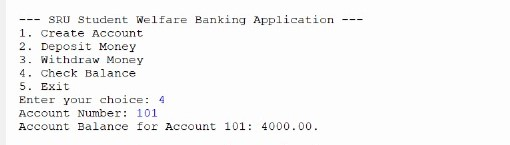 --- SRU Student Welfare Banking Application ---
1. Create Account
2. Deposit Money
3. Withdraw Money
4. Check Balance
5. Exit
Enter your choice: 4
Account Number: 101
Account Balance for Account 101: 4000.00.